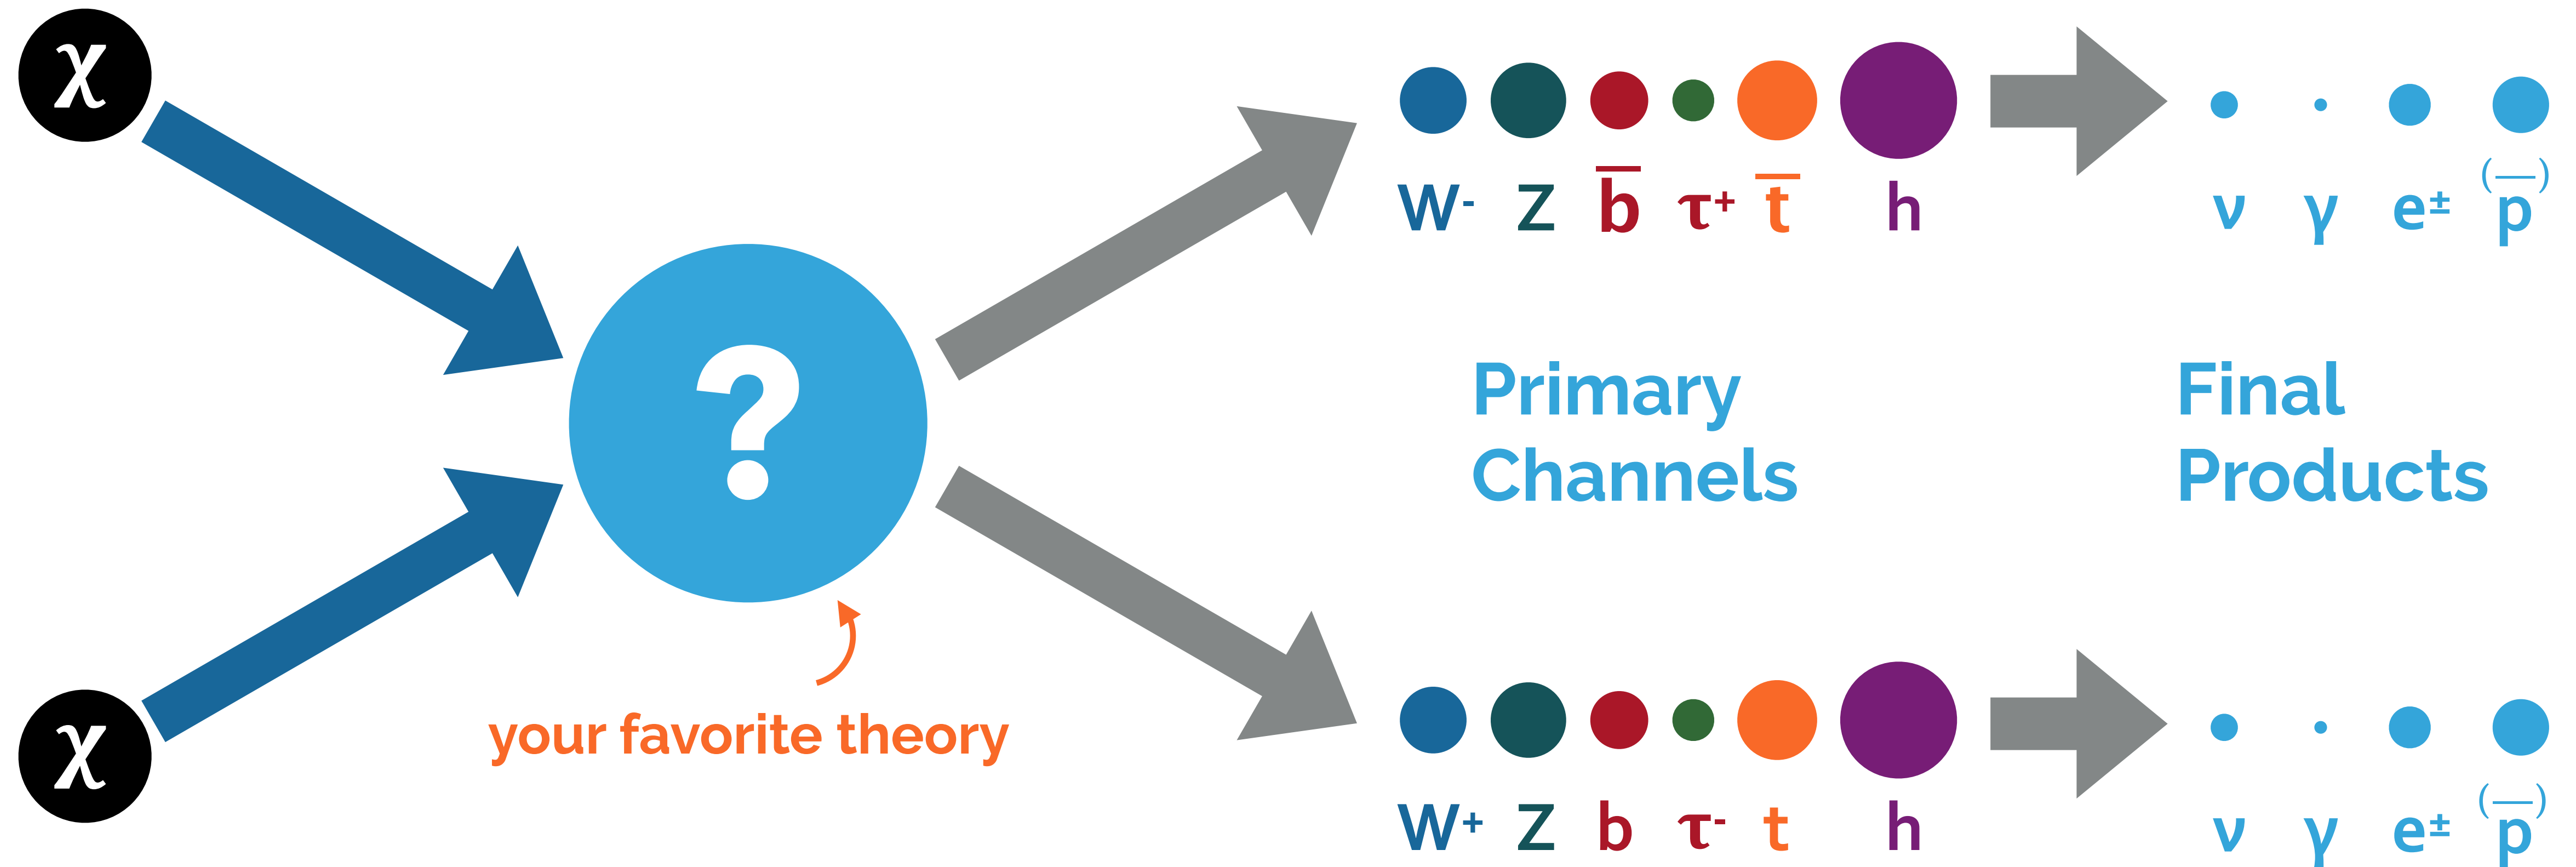 χ
W⁻ Z b̅ τ⁺ t̅ h
ν γ e± (p̅)
?
Primary
Channels
Final
Products
your favorite theory
χ
W⁺ Z b τ⁻ t h
ν γ e± (p̅)